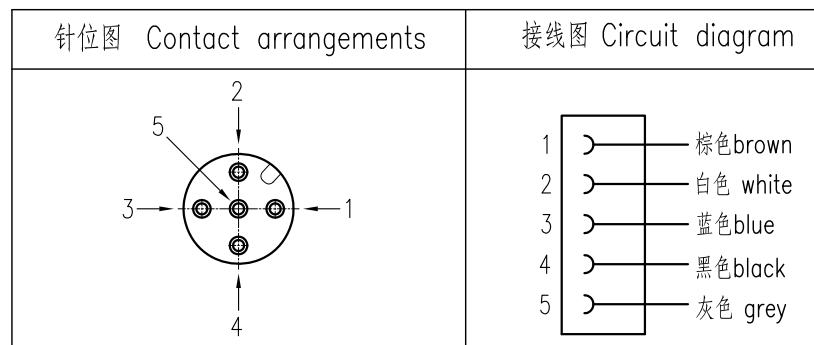 针位图 Contact arrangements
接线图 Circuit diagram
2
5
3
1
4
1 棕色brown
2 白色 white
3 蓝色blue
4 黑色black
5 灰色 grey